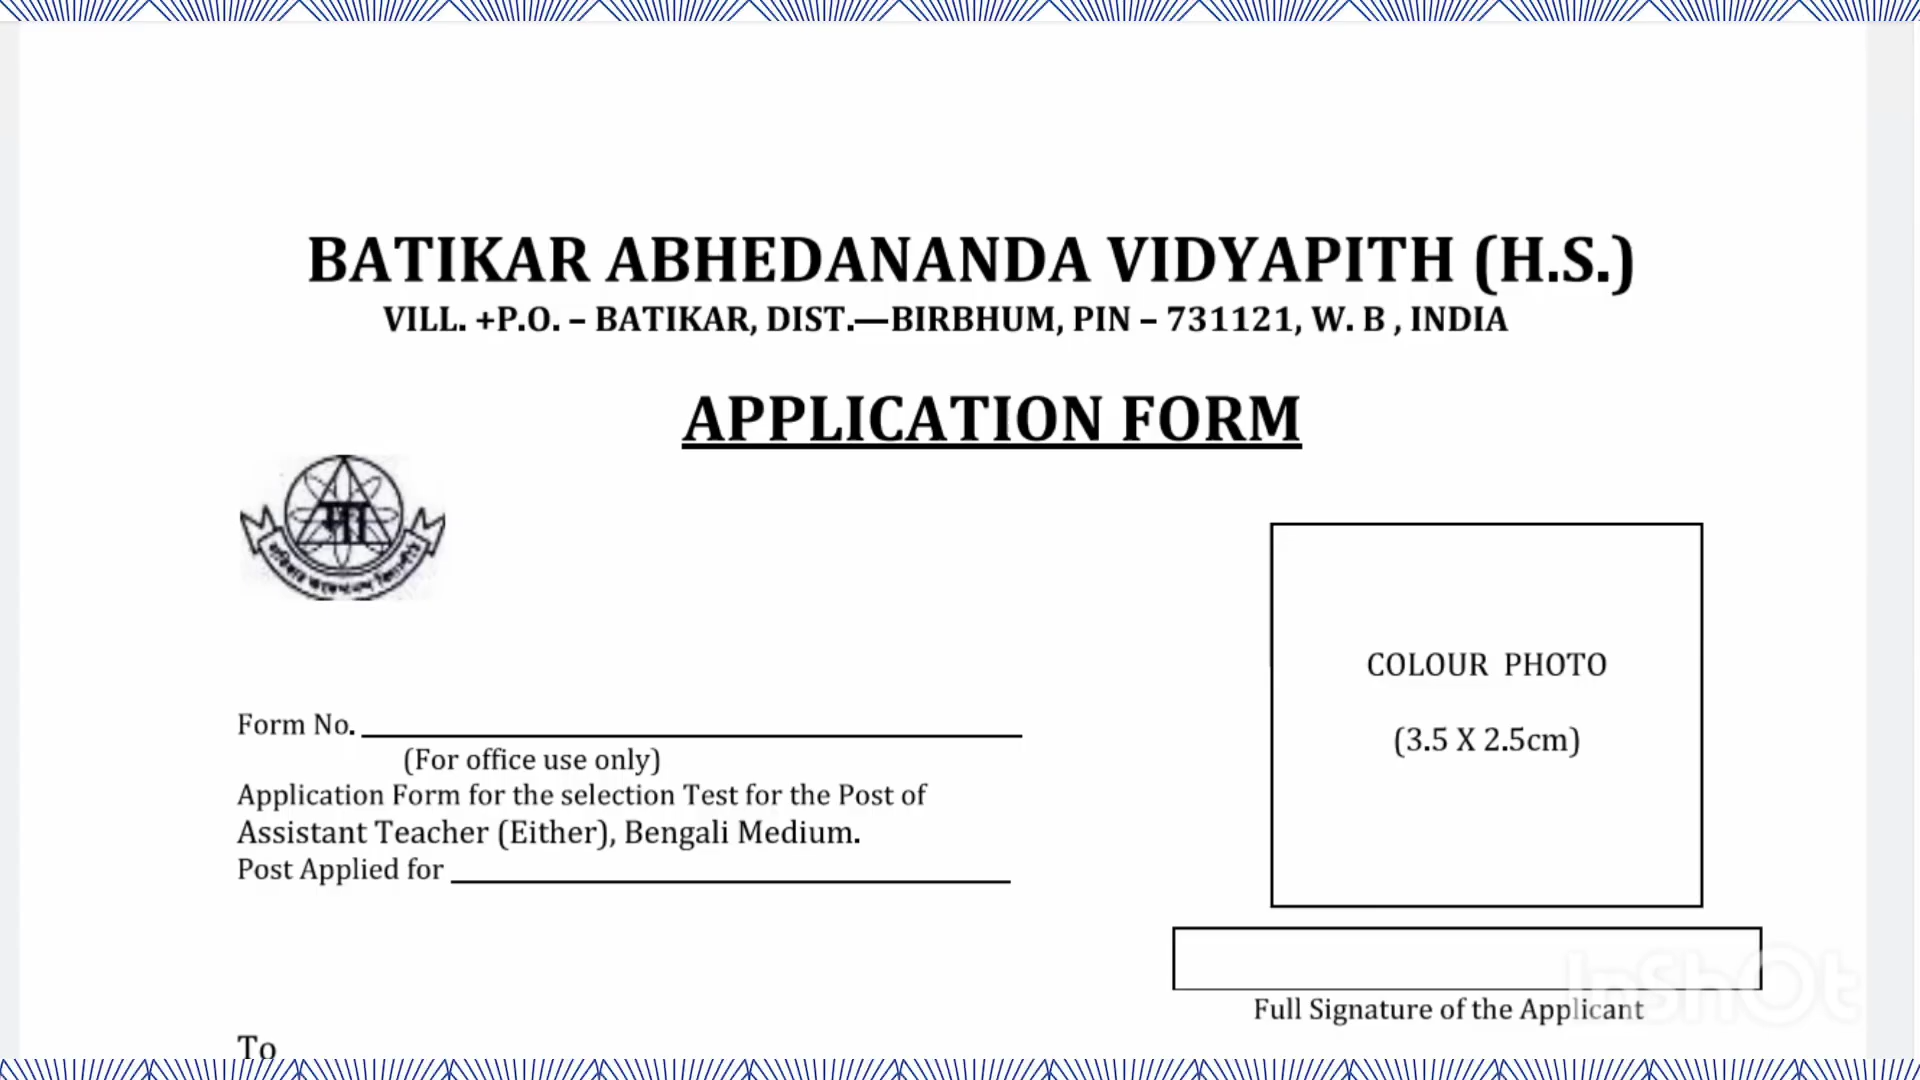 BATIKAR ABHEDANANDA VIDYAPITH (H.S.)
VILL. +P.O. – BATIKAR, DIST.—BIRBHUM, PIN – 731121, W. B , INDIA
APPLICATION FORM
মা
COLOUR PHOTO
(3.5 X 2.5cm)
Form No.
(For office use only)
Application Form for the selection Test for the Post of
Assistant Teacher (Either), Bengali Medium.
Post Applied for
Full Signature of the Applicant
InShOt
To